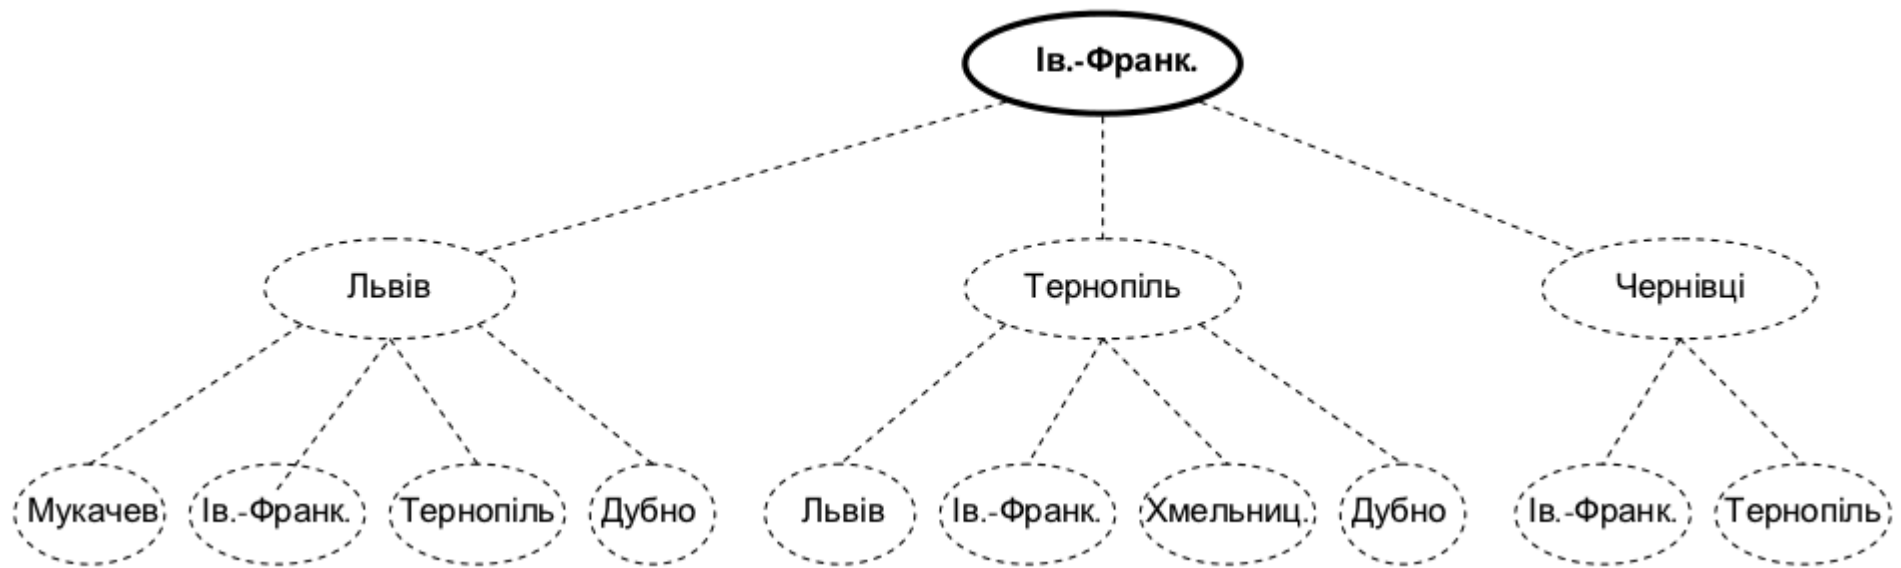 Ів.-Франк.
Львів
Тернопіль
Чернівці
Мукачев
Ів.-Франк.
Тернопіль
Дубно
Львів
Ів.-Франк.
Хмельниц.
Дубно
Ів.-Франк.
Тернопіль